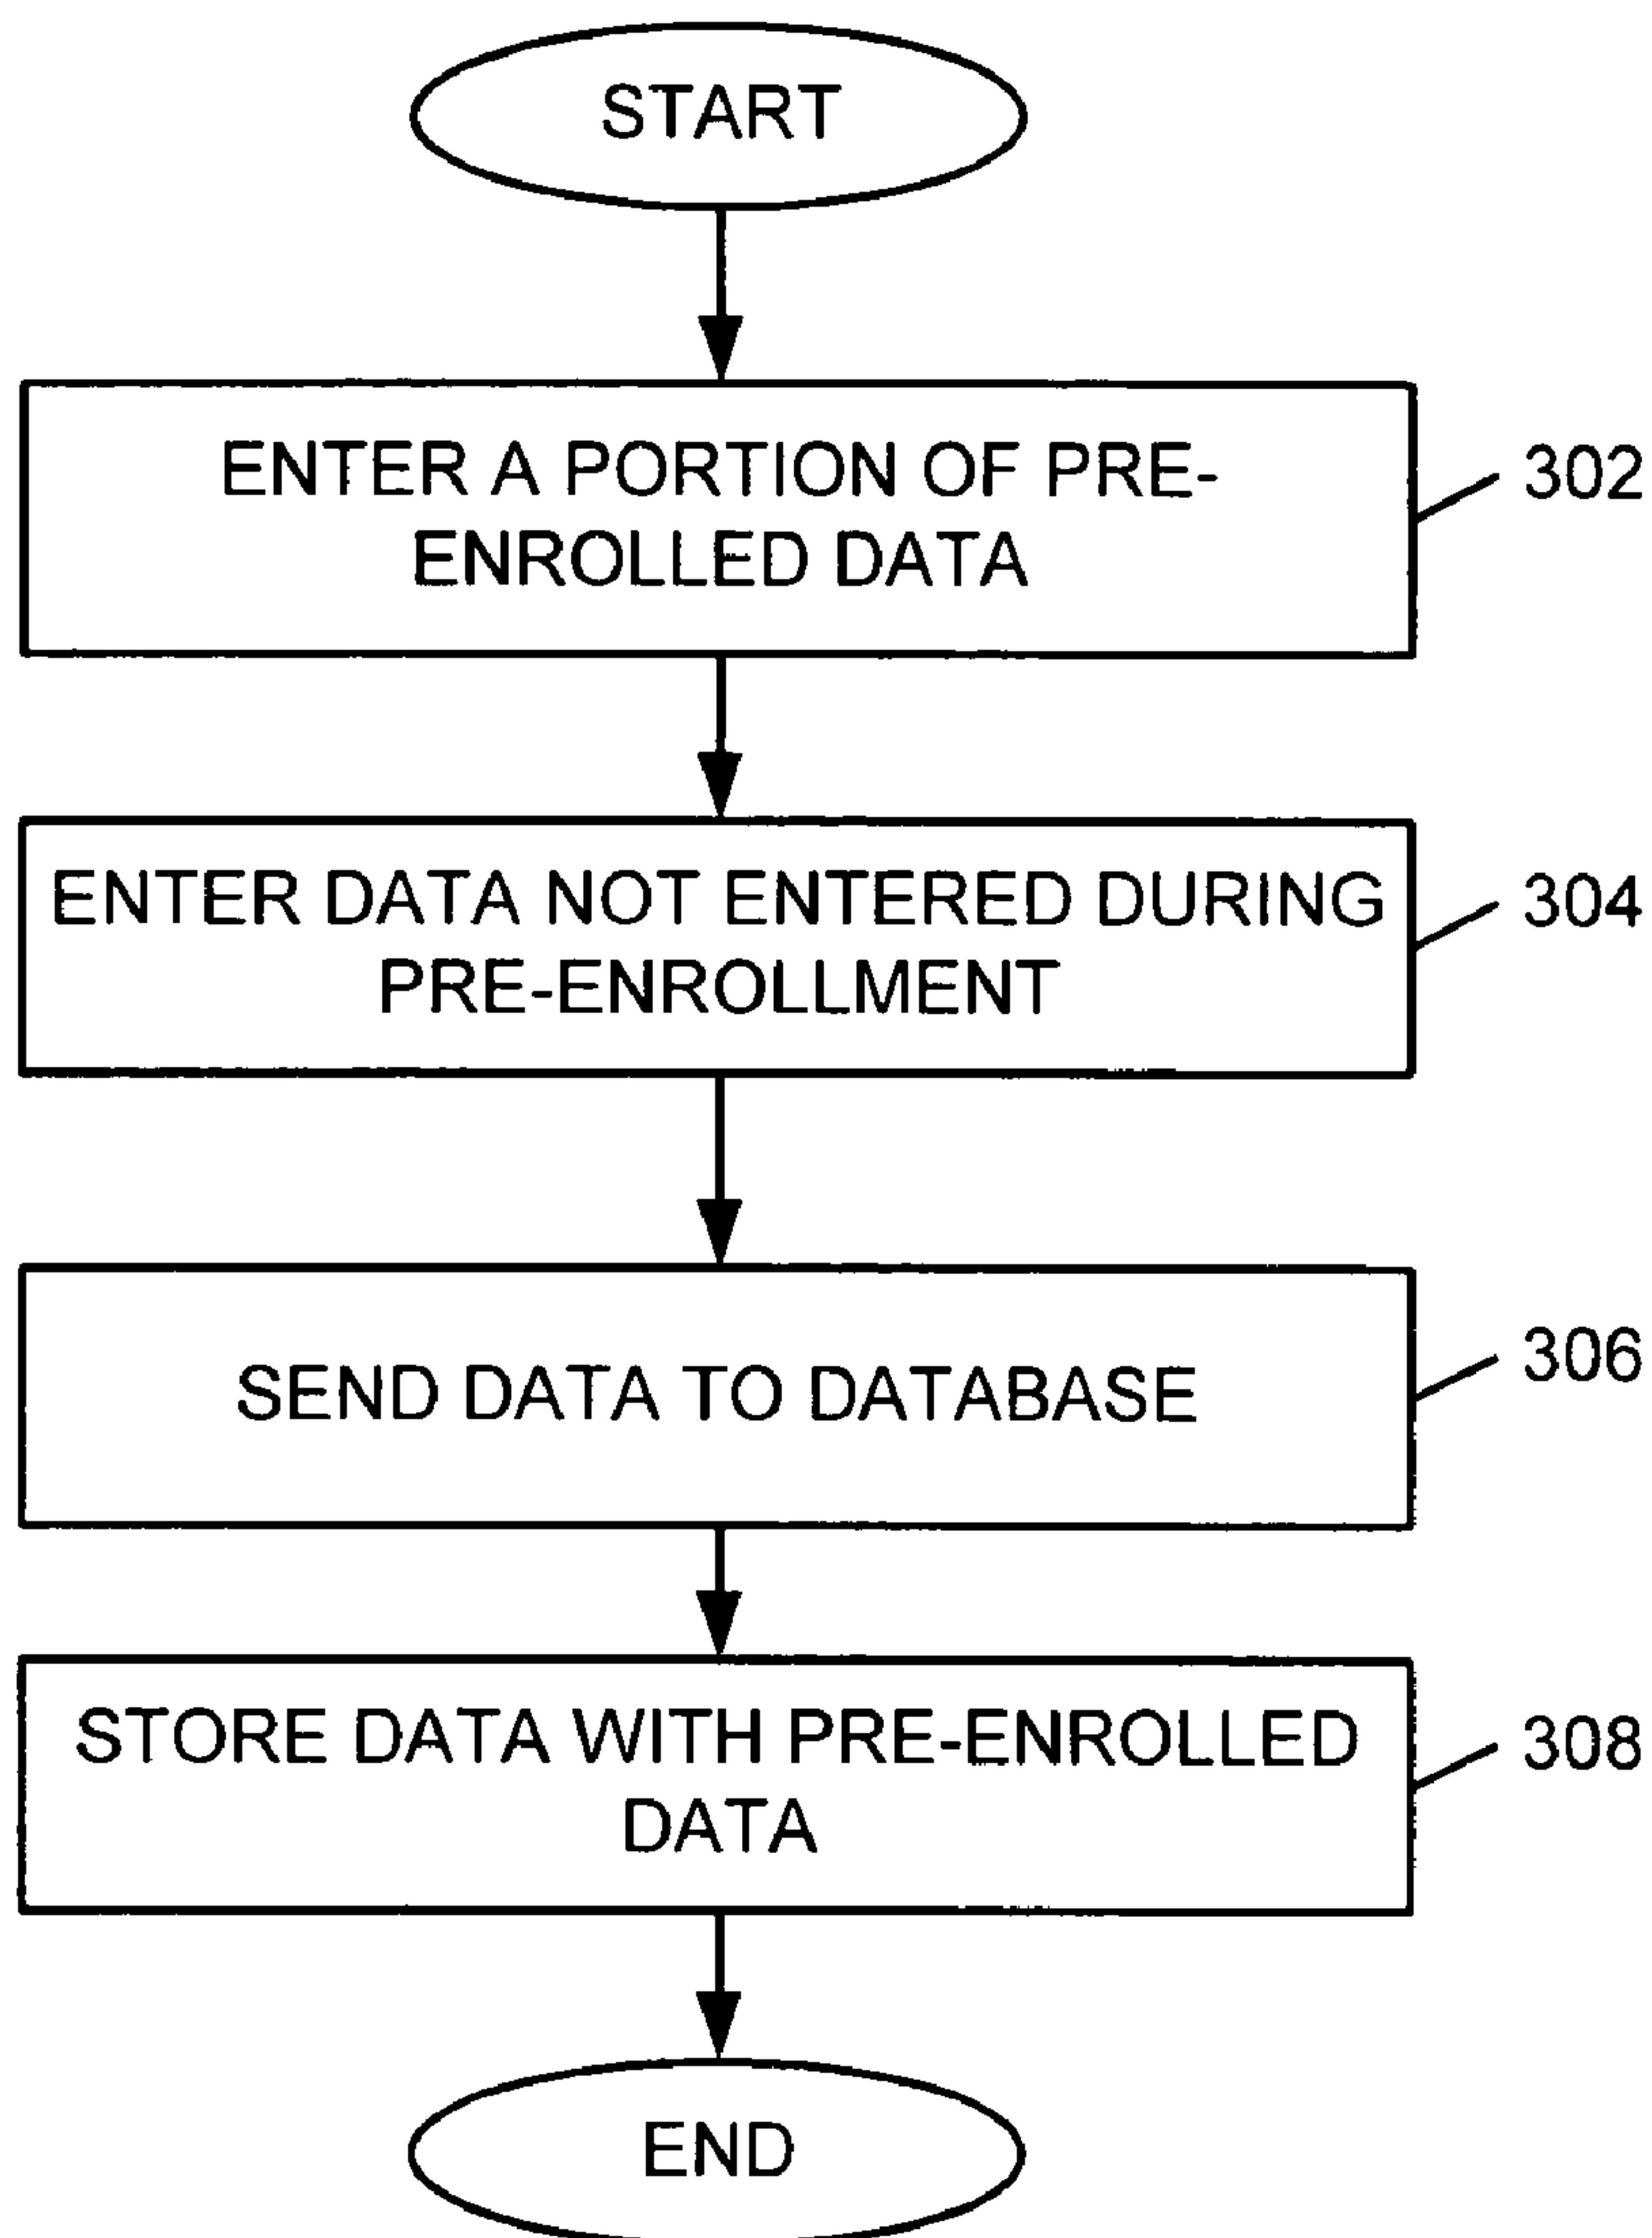 START
ENTER A PORTION OF PRE-
ENROLLED DATA
302
ENTER DATA NOT ENTERED DURING
PRE-ENROLLMENT
304
SEND DATA TO DATABASE
306
STORE DATA WITH PRE-ENROLLED
DATA
308
END